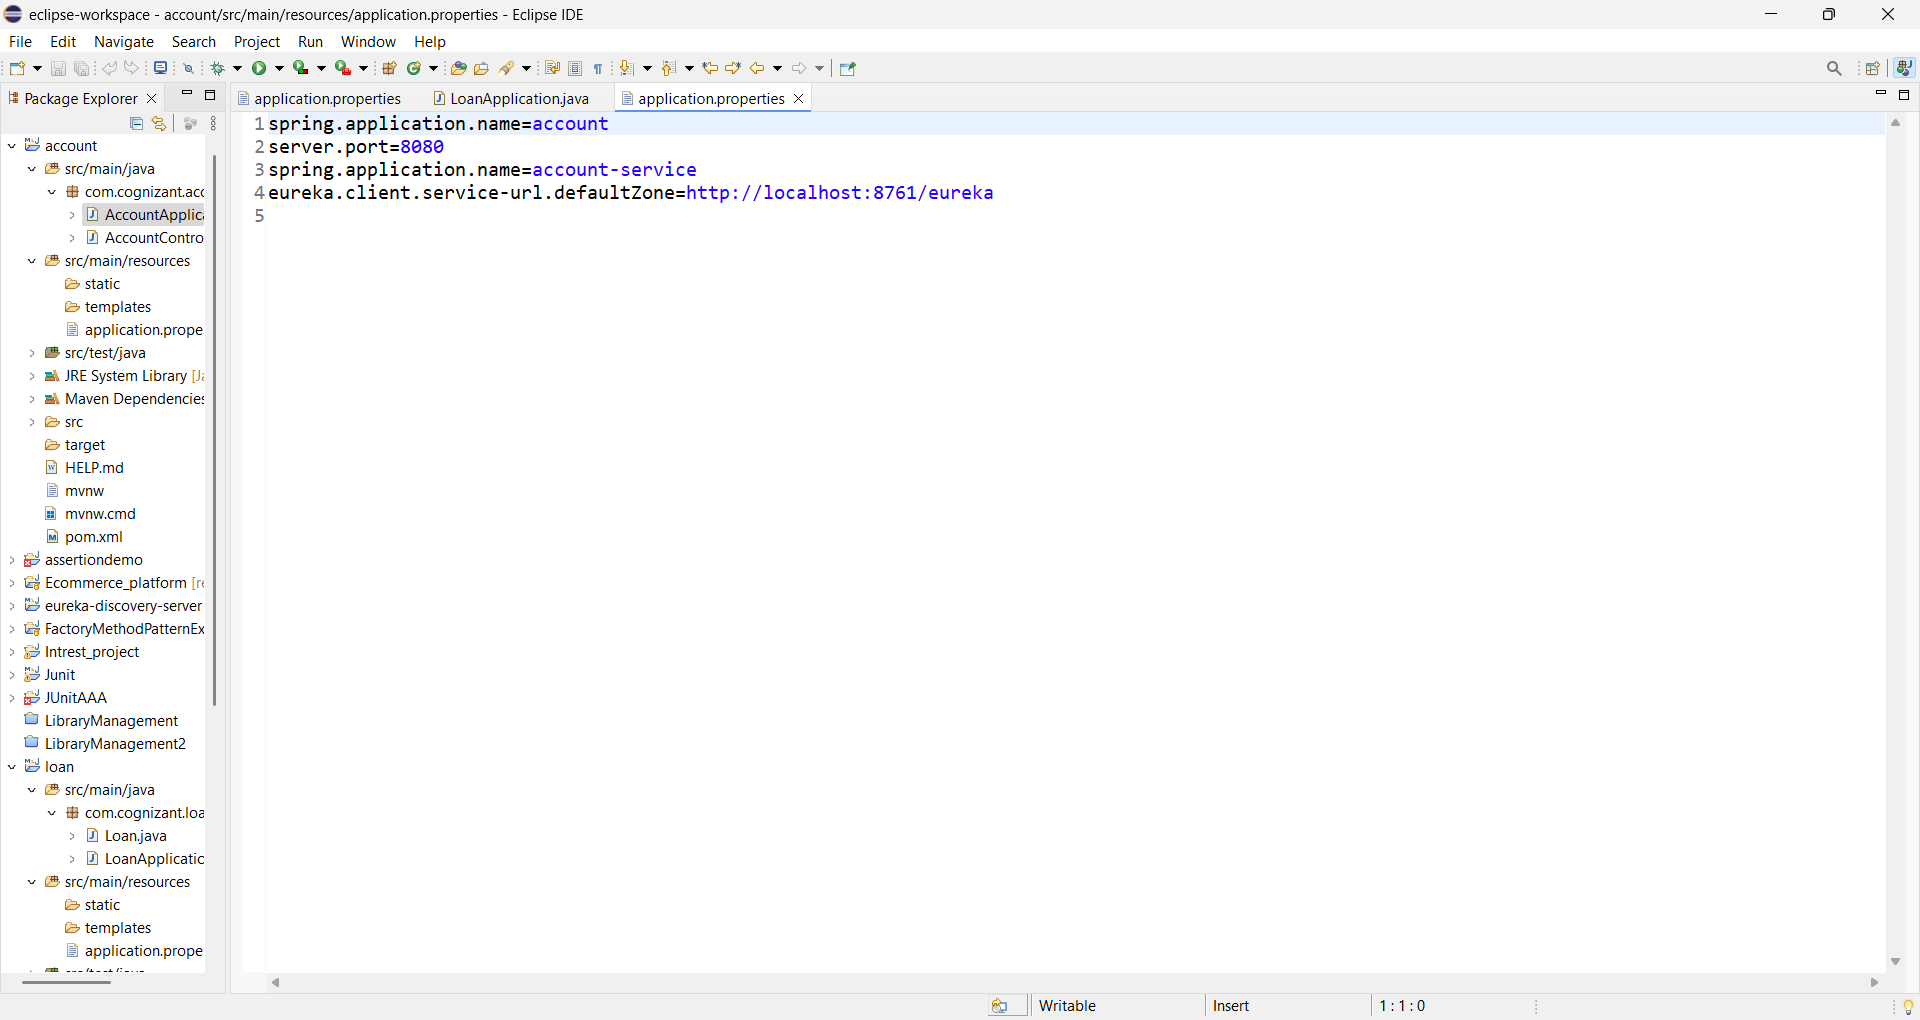 eclipse-workspace - account/src/main/resources/application.properties - Eclipse IDE
File Edit Navigate Search Project Run Window Help
Package Explorer
application.properties LoanApplication.java application.properties
account
src/main/java
com.cognizant.acc
AccountApplica
AccountContro
src/main/resources
static
templates
application.prope
src/test/java
JRE System Library [Ja
Maven Dependencies
src
target
HELP.md
mvnw
mvnw.cmd
pom.xml
assertiondemo
Ecommerce_platform [re
eureka-discovery-server
FactoryMethodPatternEx
Intrest_project
Junit
JUnitAAA
LibraryManagement
LibraryManagement2
loan
src/main/java
com.cognizant.loa
Loan.java
LoanApplicatio
src/main/resources
static
templates
application.prope
1 spring.application.name=account
2 server.port=8080
3 spring.application.name=account-service
4 eureka.client.service-url.defaultZone=http://localhost:8761/eureka
5
Writable Insert 1 : 1 : 0